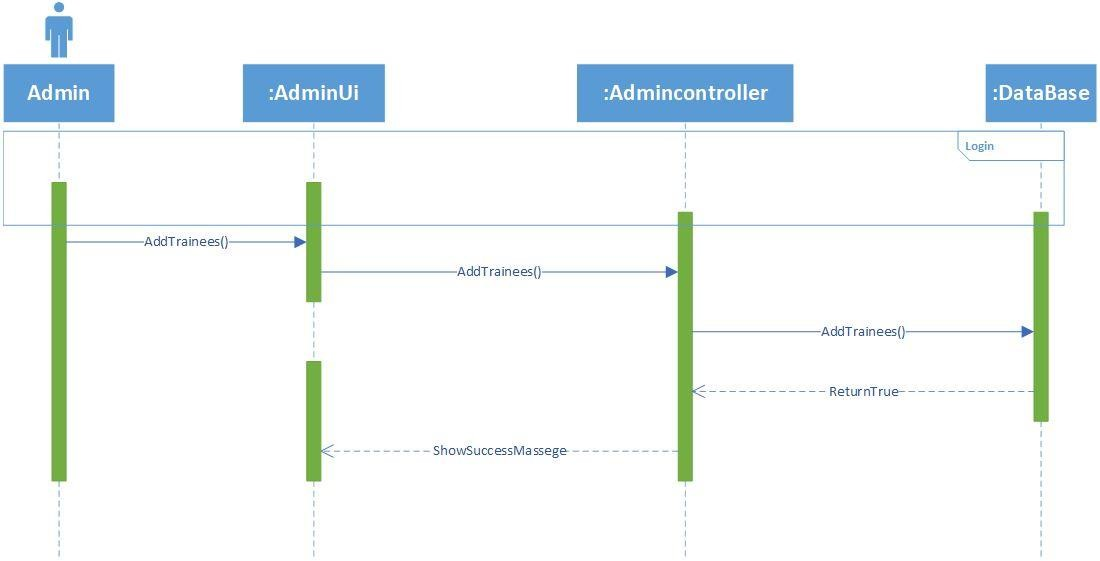 Admin
:AdminUi
:Admincontroller
:DataBase
Login
AddTrainees()
AddTrainees()
AddTrainees()
ReturnTrue
ShowSuccessMassege